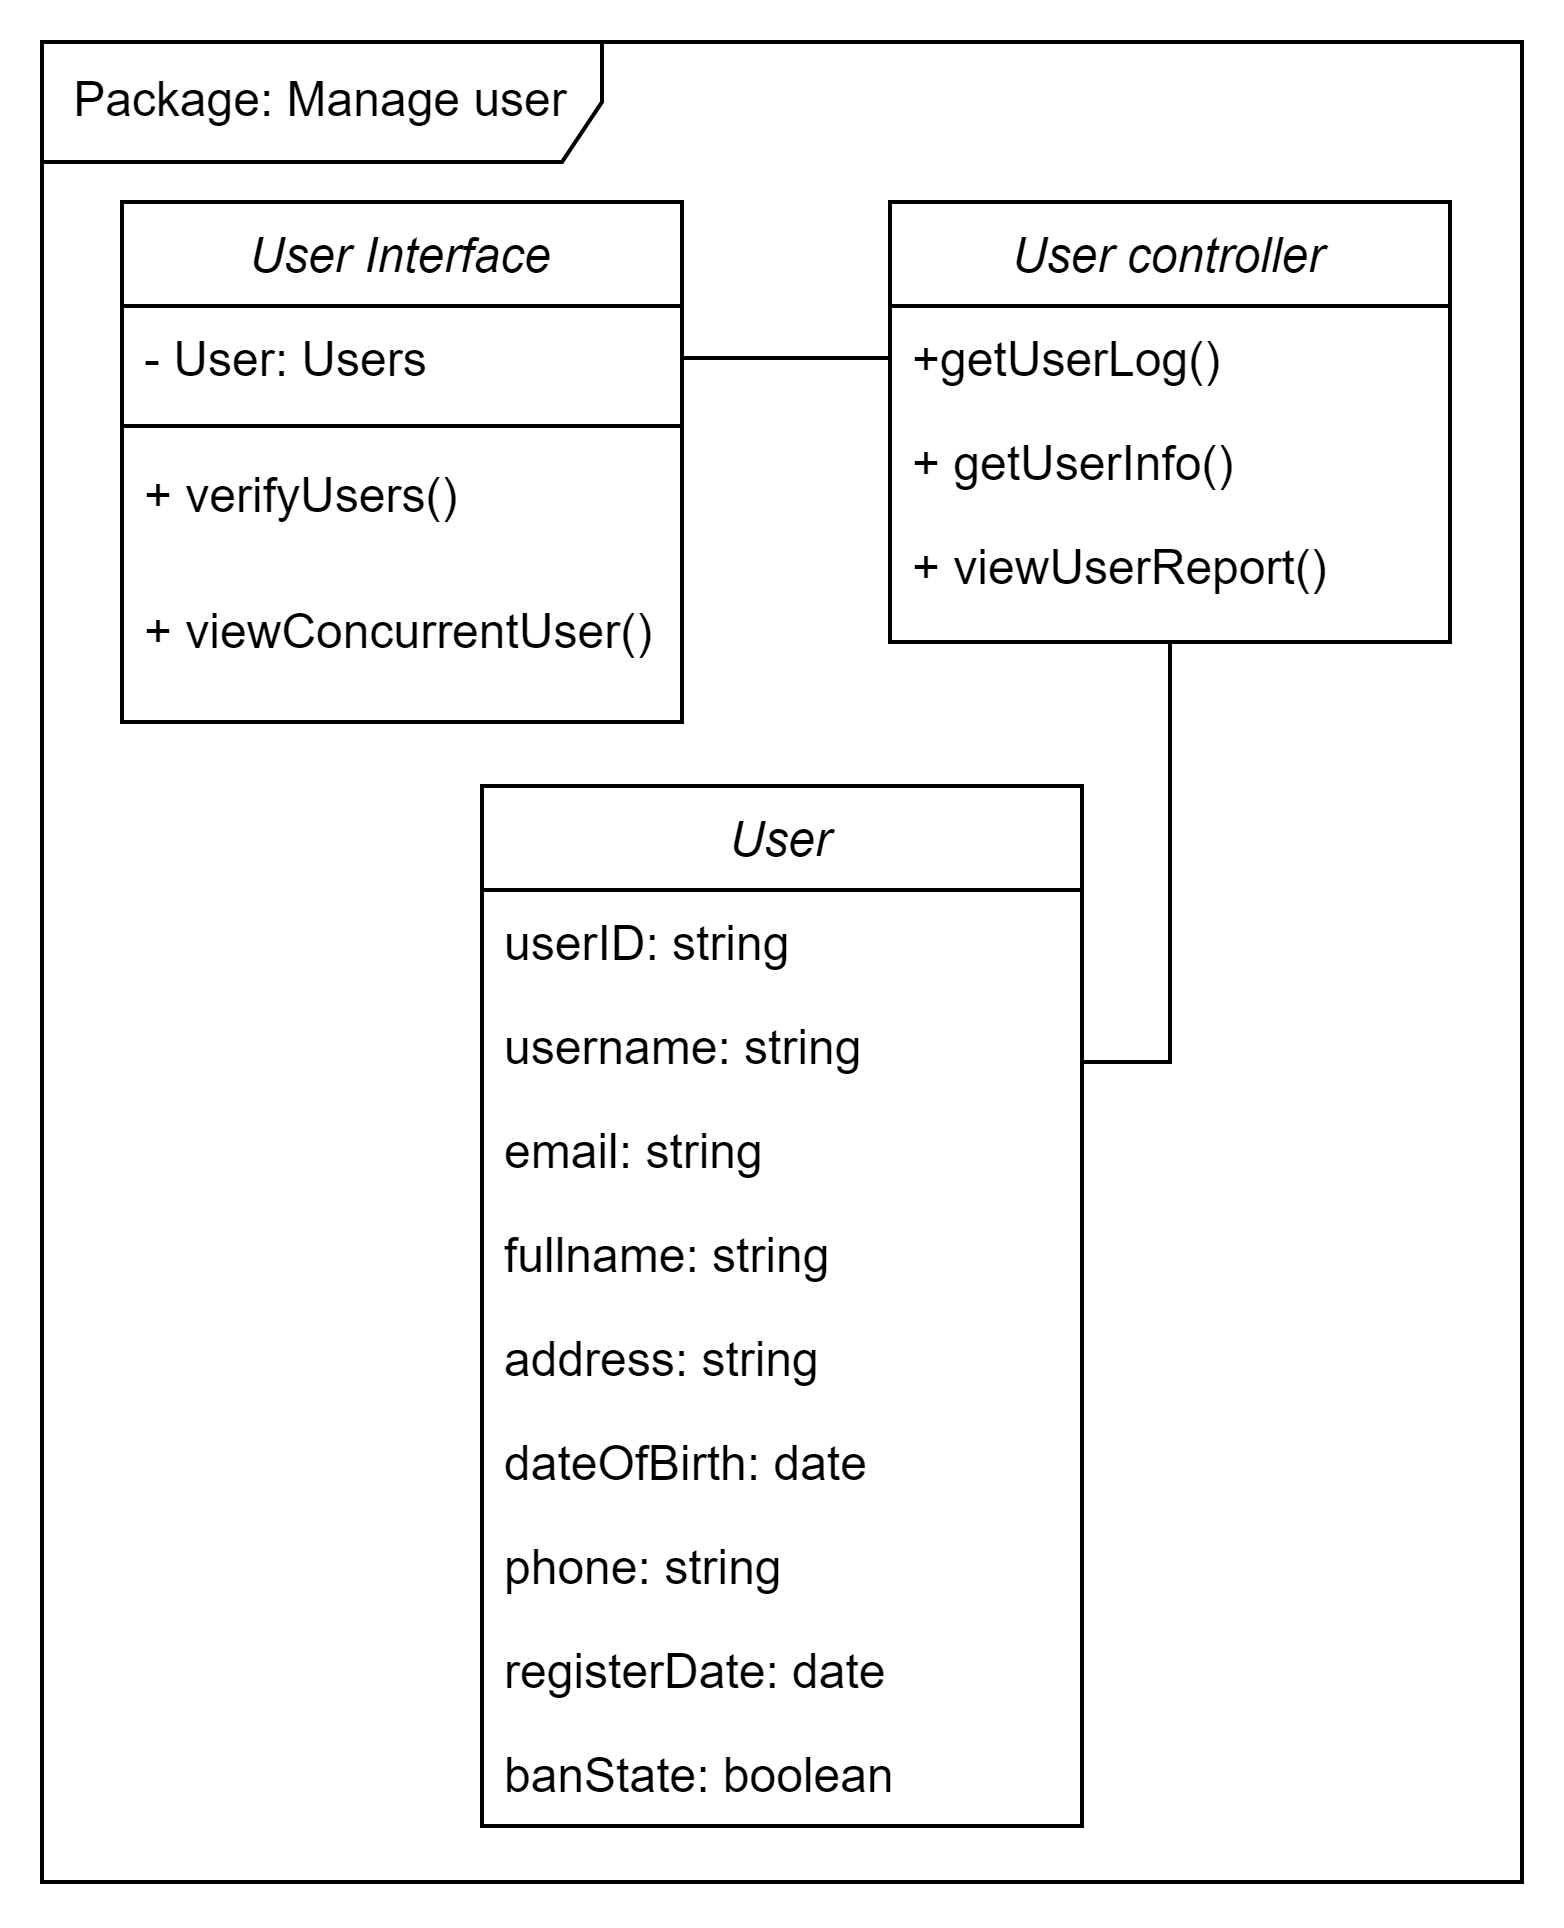 Package: Manage user
User Interface
- User: Users
+ verifyUsers()
+ viewConcurrentUser()
User controller
+getUserLog()
+ getUserInfo()
+ viewUserReport()
User
userID: string
username: string
email: string
fullname: string
address: string
dateOfBirth: date
phone: string
registerDate: date
banState: boolean